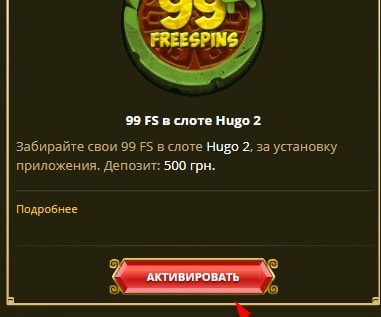 99
FREESPINS
99 FS в слоте Hugo 2
Забирайте свои 99 FS в слоте Hugo 2, за установку
приложения. Депозит: 500 грн.
Подробнее
АКТИВИРОВАТЬ